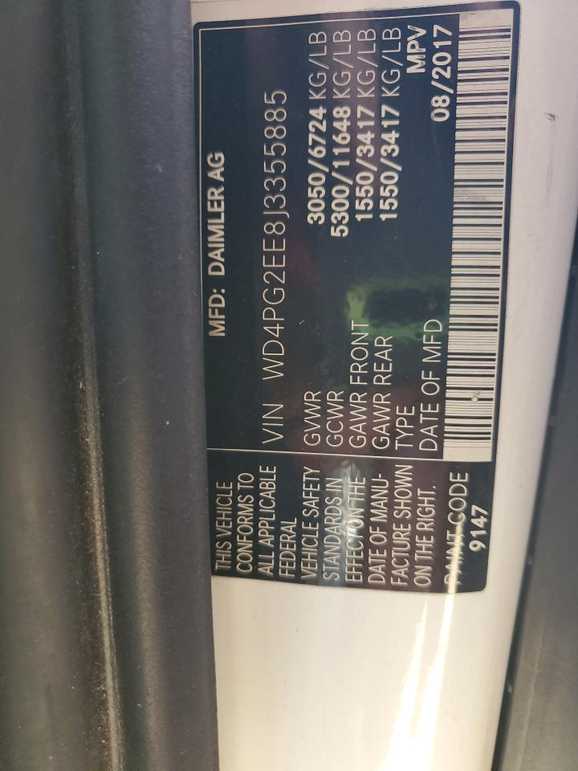 MFD: DAIMLER AG
VIN WD4PG2EE8J3355885
GVWR 3050/6724 KG/LB
GCWR 5300/11648 KG/LB
GAWR FRONT 1550/3417 KG/LB
GAWR REAR 1550/3417 KG/LB
TYPE MPV
DATE OF MFD 08/2017
THIS VEHICLE
CONFORMS TO
ALL APPLICABLE
FEDERAL
VEHICLE SAFETY
STANDARDS IN
EFFECT ON THE
DATE OF MANU-
FACTURE SHOWN
ON THE RIGHT.
PAINT CODE
9147